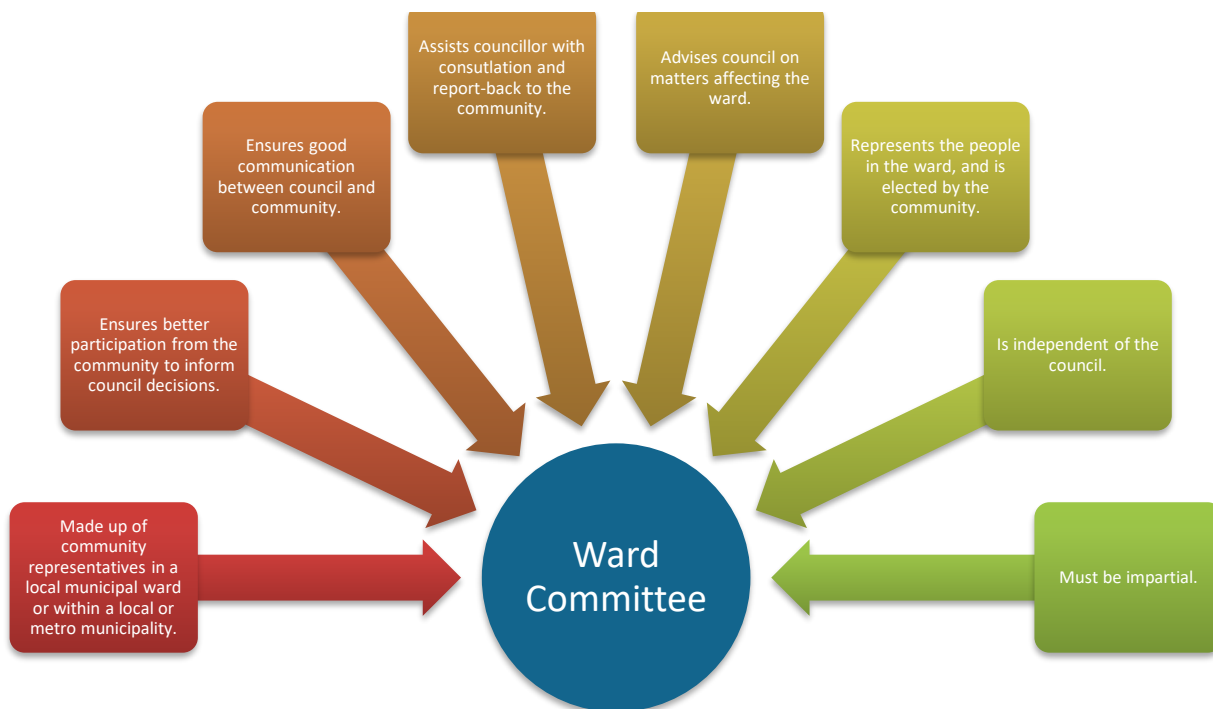 Made up of
community
representatives in a
local municipal ward
or within a local or
metro municipality.
Ensures better
participation from the
community to inform
council decisions.
Ensures good
communication
between council and
community.
Assists councillor with
consutlation and
report-back to the
community.
Advises council on
matters affecting the
ward.
Represents the people
in the ward, and is
elected by the
community.
Is independent of the
council.
Must be impartial.
Ward
Committee